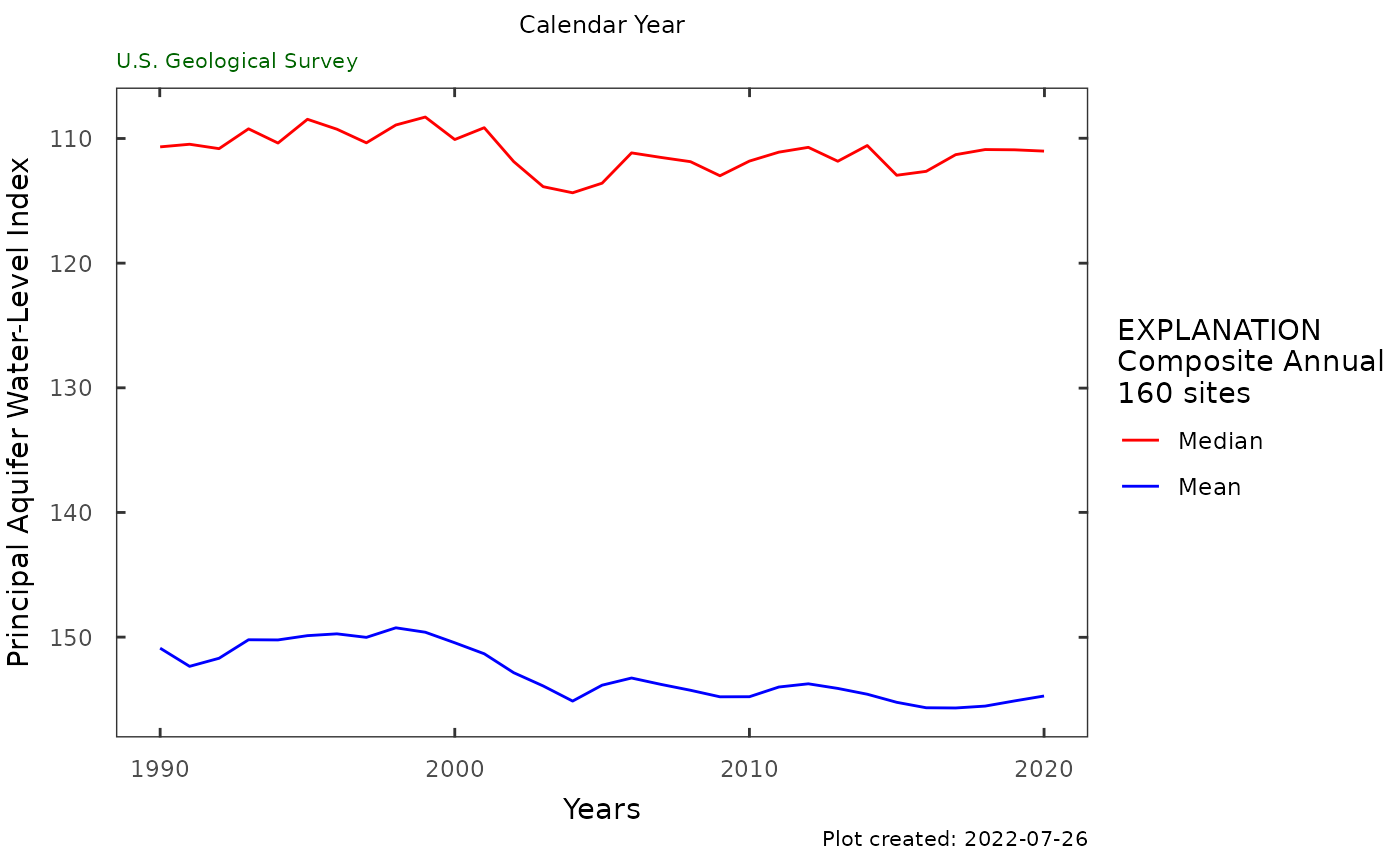 Calendar Year
U.S. Geological Survey
Principal Aquifer Water-Level Index
110
120
130
140
150
1990
2000
2010
2020
Years
EXPLANATION
Composite Annual
160 sites
Median
Mean
Plot created: 2022-07-26